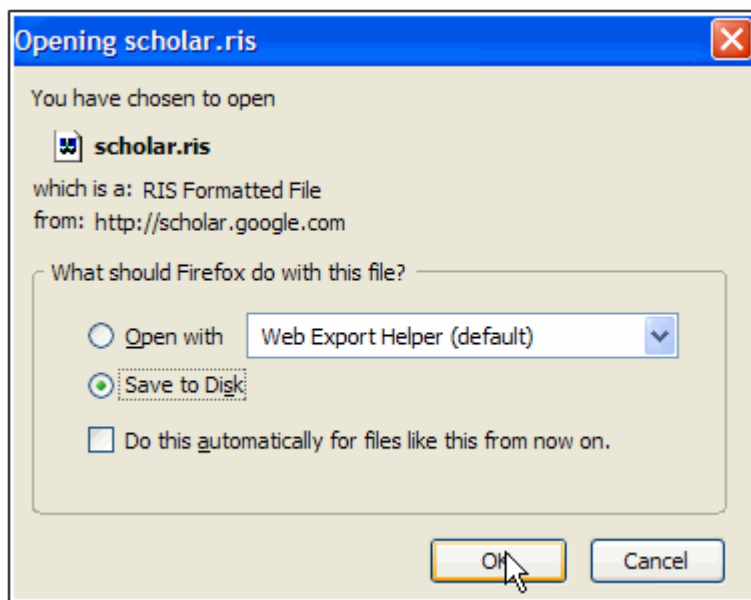 Opening scholar.ris
You have chosen to open
scholar.ris
which is a: RIS Formatted File
from: http://scholar.google.com
What should Firefox do with this file?
Open with Web Export Helper (default)
Save to Disk
Do this automatically for files like this from now on.
OK Cancel